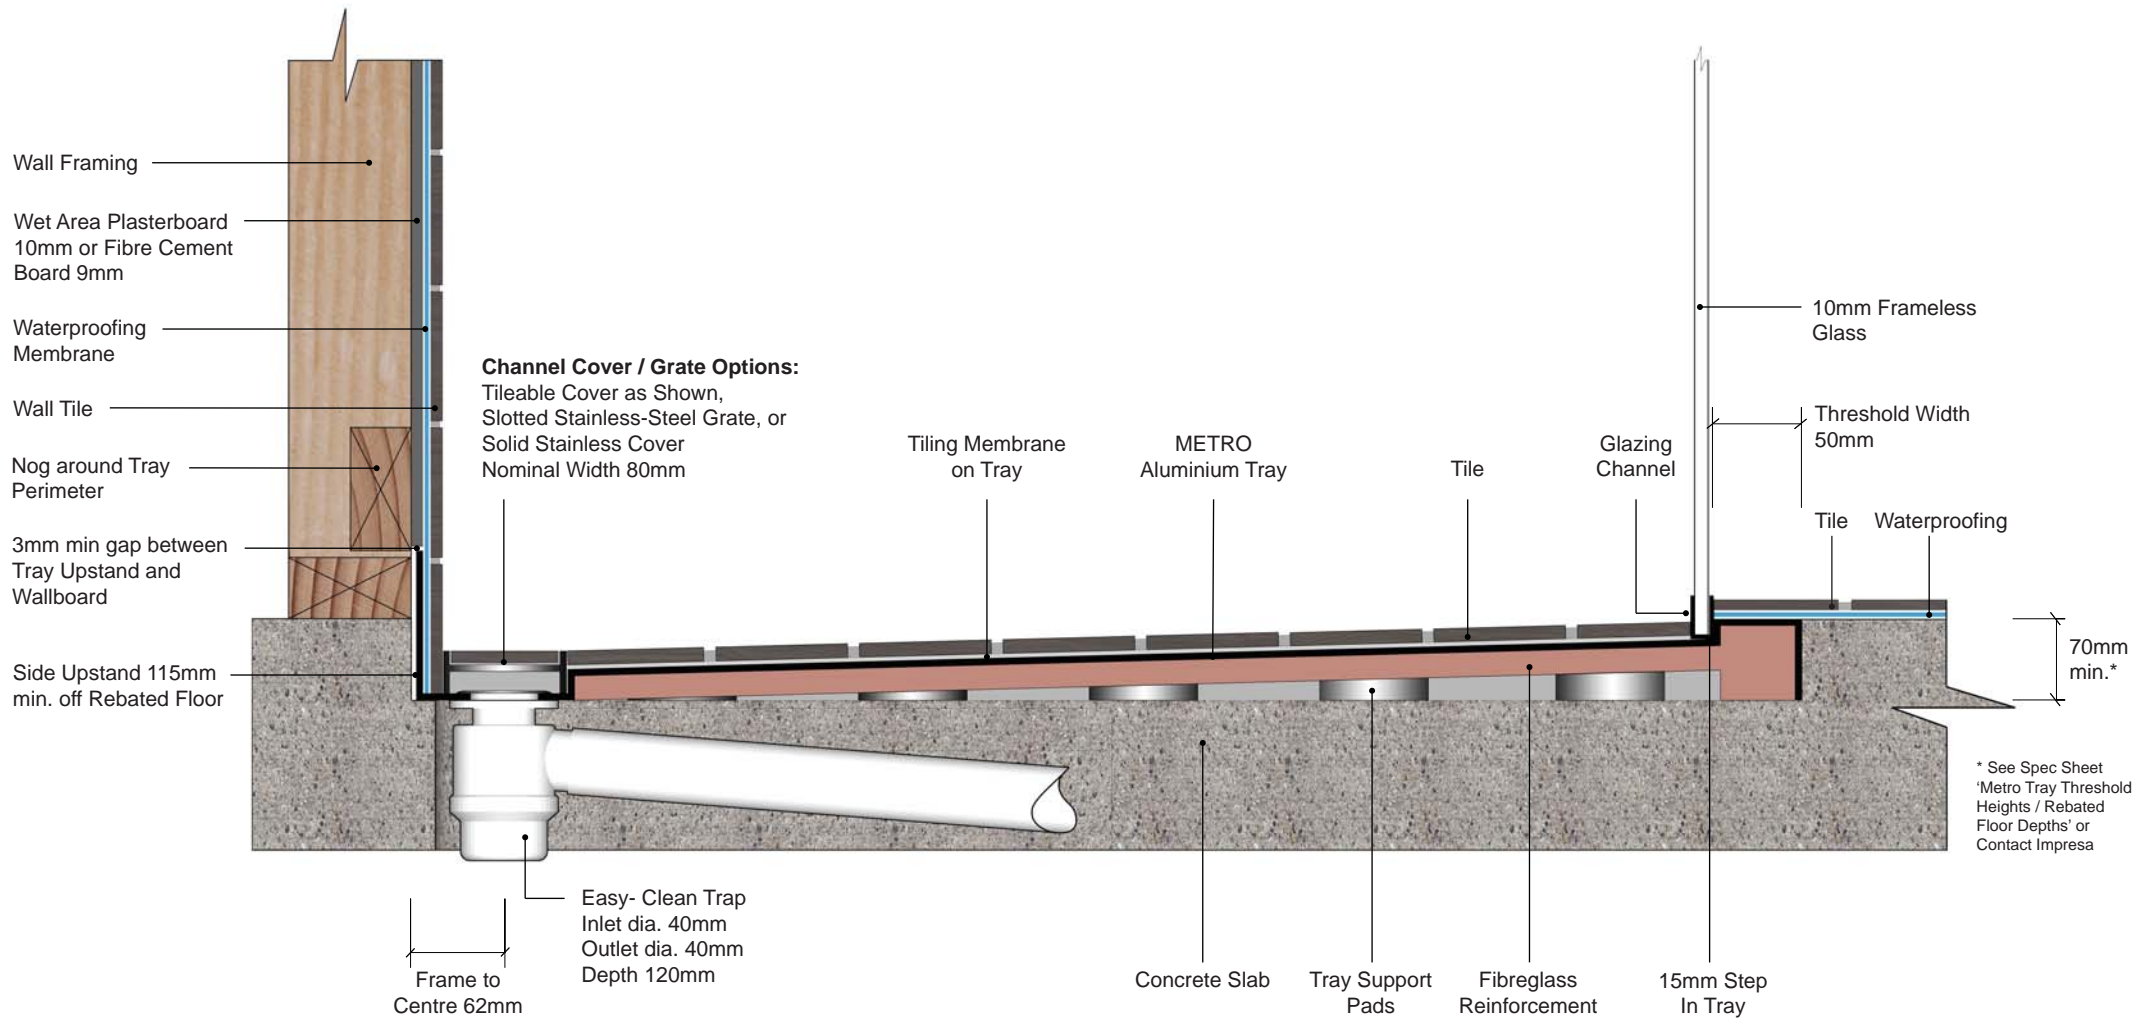 Wall Framing
Wet Area Plasterboard
10mm or Fibre Cement
Board 9mm
Waterproofing
Membrane
Wall Tile
Nog around Tray
Perimeter
3mm min gap between
Tray Upstand and
Wallboard
Side Upstand 115mm
min. off Rebated Floor
Channel Cover / Grate Options:
Tileable Cover as Shown,
Slotted Stainless-Steel Grate, or
Solid Stainless Cover
Nominal Width 80mm
Tiling Membrane
on Tray
METRO
Aluminium Tray
Tile
Glazing
Channel
10mm Frameless
Glass
Threshold Width
50mm
Tile
Waterproofing
70mm
min.*
* See Spec Sheet
‘Metro Tray Threshold
Heights / Rebated
Floor Depths’ or
Contact Impresa
Easy- Clean Trap
Inlet dia. 40mm
Outlet dia. 40mm
Depth 120mm
Frame to
Centre 62mm
Concrete Slab
Tray Support
Pads
Fibreglass
Reinforcement
15mm Step
In Tray